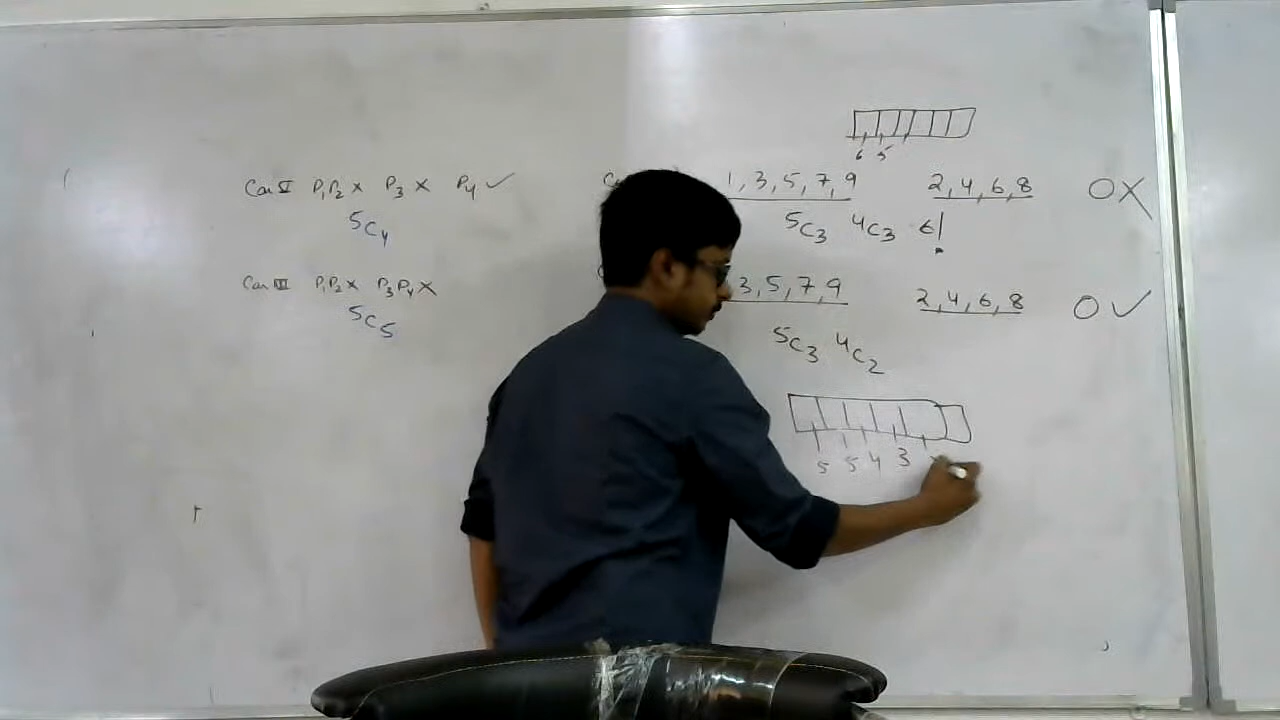 Case II P₁P₂ × P₃ × P₄ ✓
⁵C₄
Case III P₁P₂ × P₃P₄ ×
⁵C₅
6 5
1, 3, 5, 7, 9 2, 4, 6, 8 0 ×
⁵C₃ ⁴C₃ 6!
3, 5, 7, 9 2, 4, 6, 8 0 ✓
⁵C₃ ⁴C₂
5 5 4 3